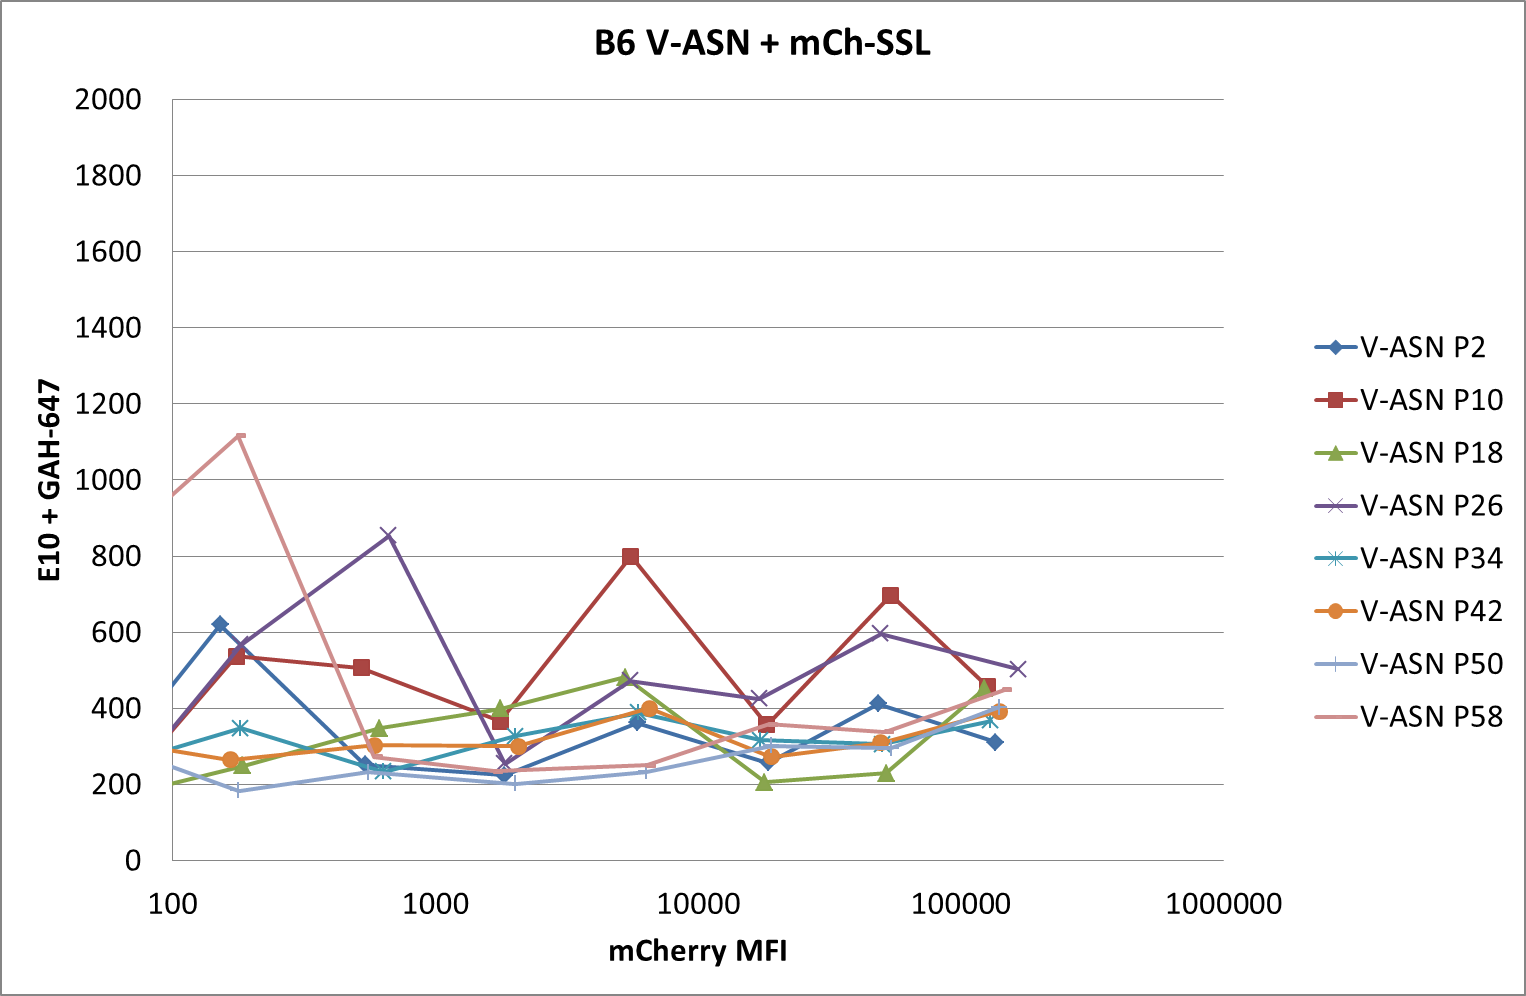 B6 V-ASN + mCh-SSL
2000
1800
1600
1400
1200
1000
800
600
400
200
0
E10 + GAH-647
100 1000 10000 100000 1000000
mCherry MFI
V-ASN P2
V-ASN P10
V-ASN P18
V-ASN P26
V-ASN P34
V-ASN P42
V-ASN P50
V-ASN P58